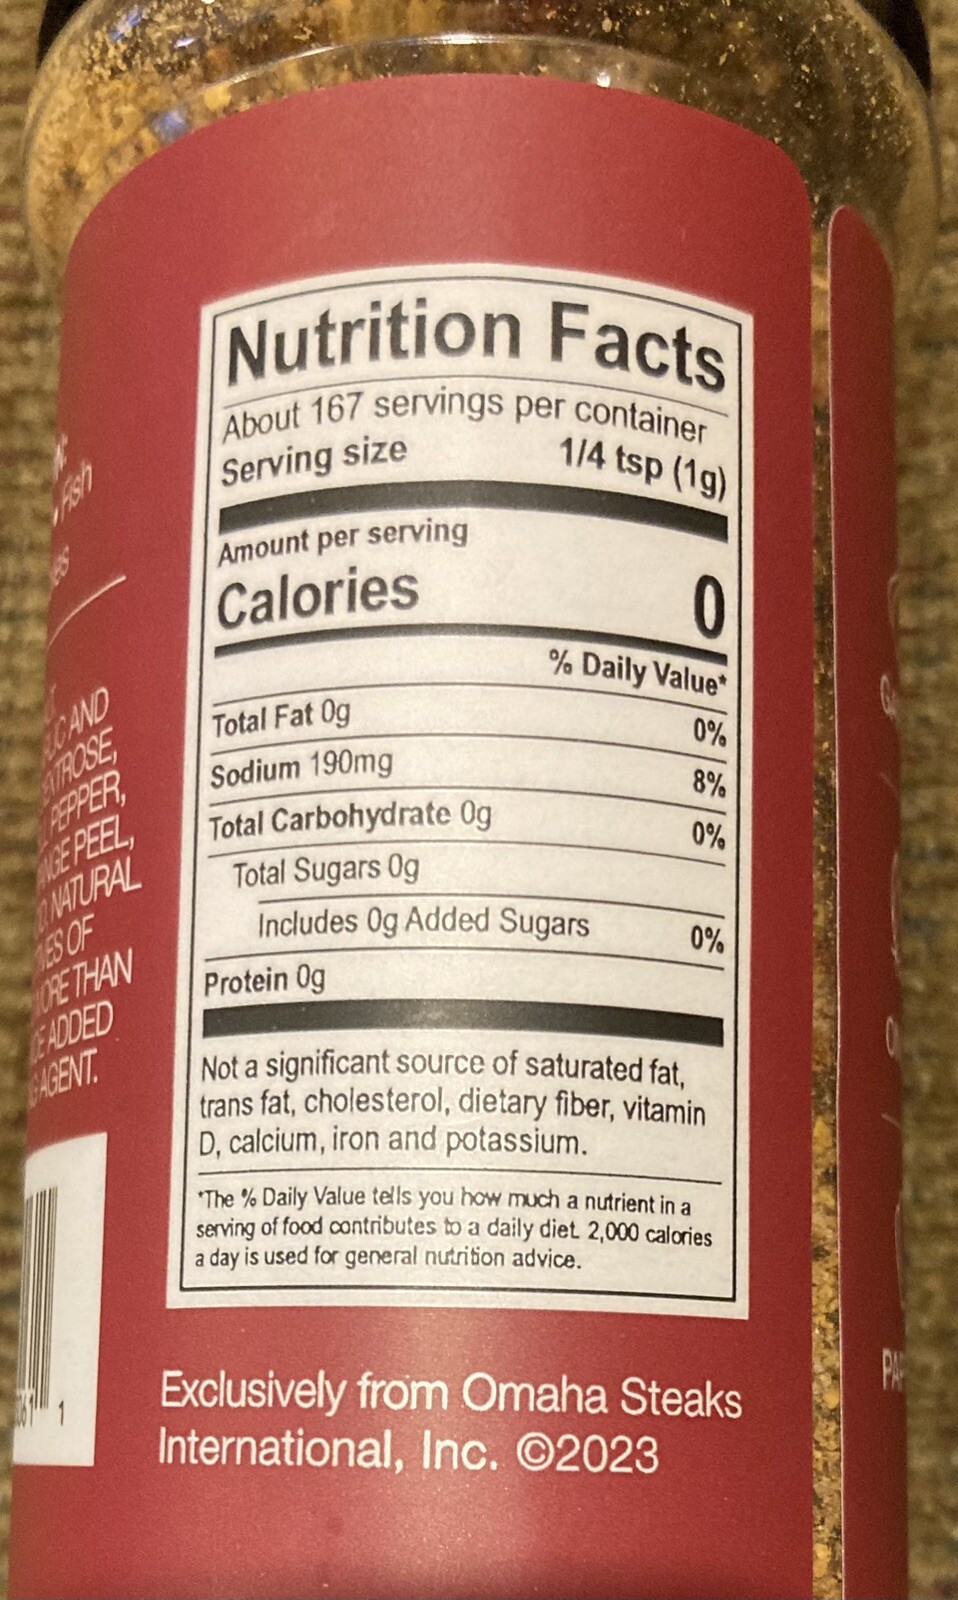 Fish
AND
PEPPER,
PEEL,
NATURAL
OF
THAN
ADDED
AGENT.
1
Nutrition Facts
About 167 servings per container
Serving size 1/4 tsp (1g)
Amount per serving
Calories 0
% Daily Value*
Total Fat 0g 0%
Sodium 190mg 8%
Total Carbohydrate 0g 0%
Total Sugars 0g
Includes 0g Added Sugars 0%
Protein 0g
Not a significant source of saturated fat,
trans fat, cholesterol, dietary fiber, vitamin
D, calcium, iron and potassium.
*The % Daily Value tells you how much a nutrient in a
serving of food contributes to a daily diet. 2,000 calories
a day is used for general nutrition advice.
Exclusively from Omaha Steaks
International, Inc. ©2023